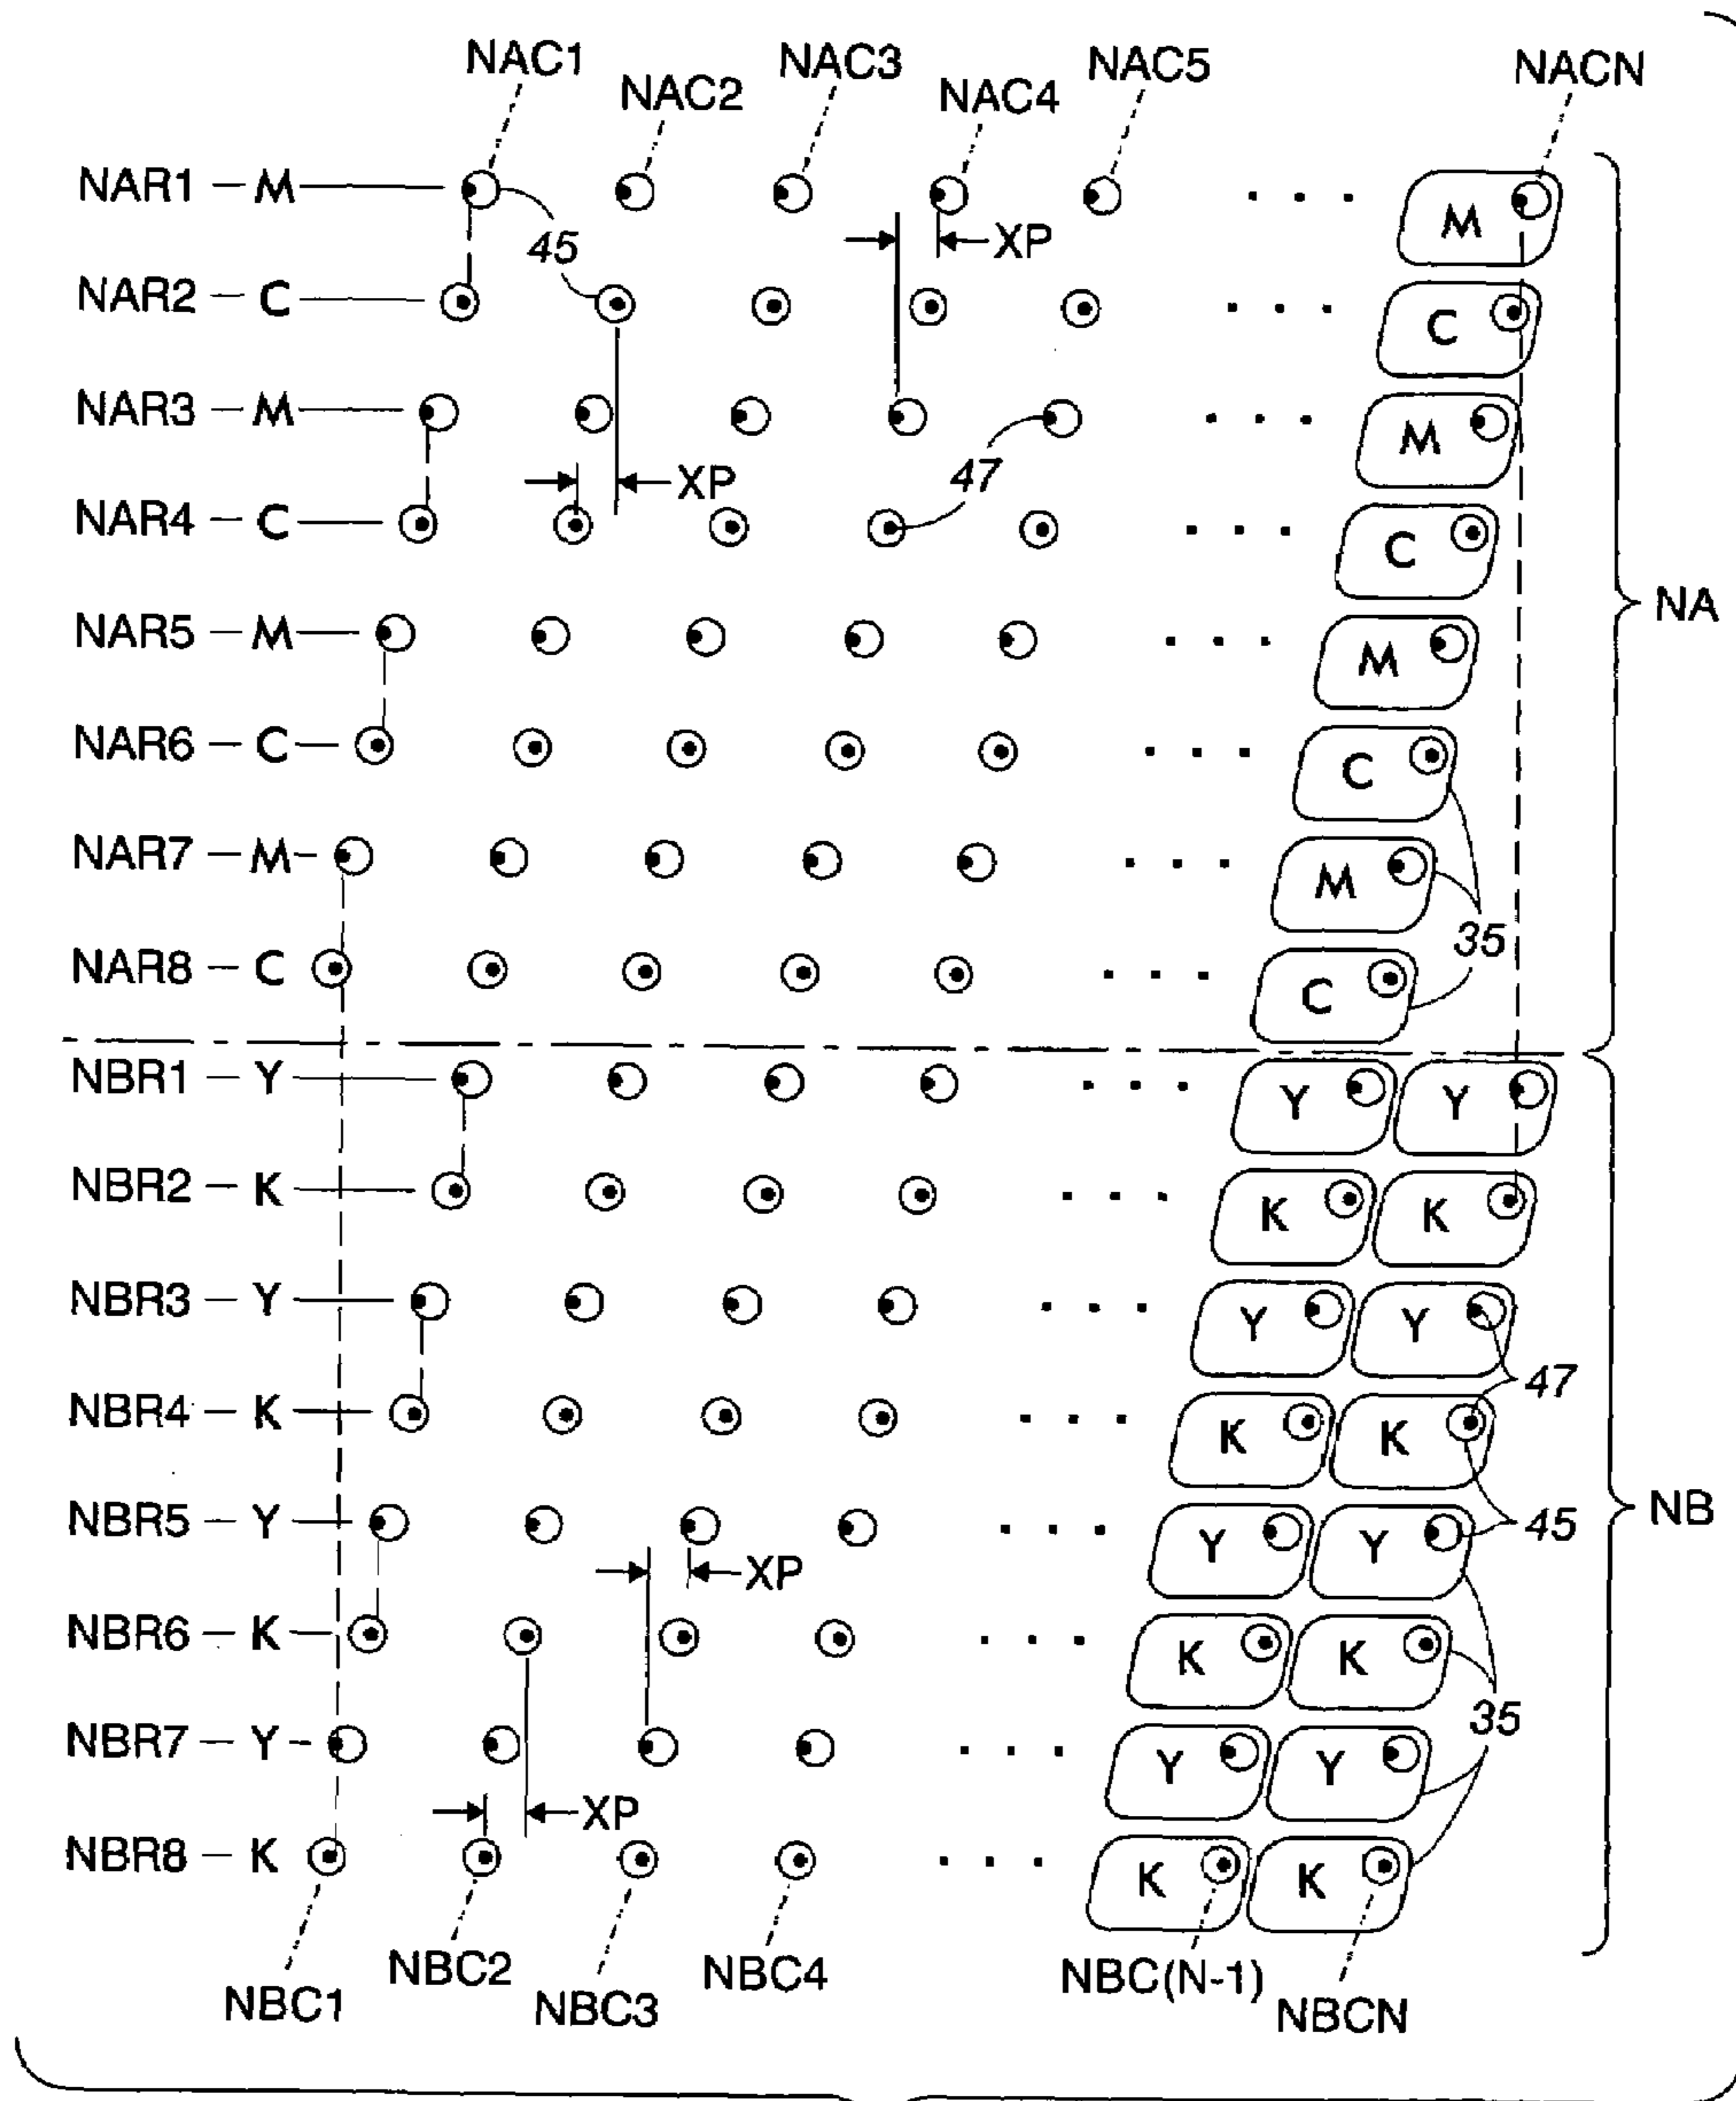 NAC1 NAC2 NAC3 NAC4 NAC5 NACN
NAR1 — M M
45 XP
NAR2 — C C
NAR3 — M M
XP 47
NAR4 — C C
NA
NAR5 — M M
NAR6 — C C
NAR7 — M M
35
NAR8 — C C
NBR1 — Y Y Y
NBR2 — K K K
NBR3 — Y Y Y
47
NBR4 — K K K
NBR5 — Y Y Y
45
NB
XP
NBR6 — K K K
35
NBR7 — Y Y Y
XP
NBR8 — K K K
NBC1 NBC2 NBC3 NBC4 NBC(N-1) NBCN